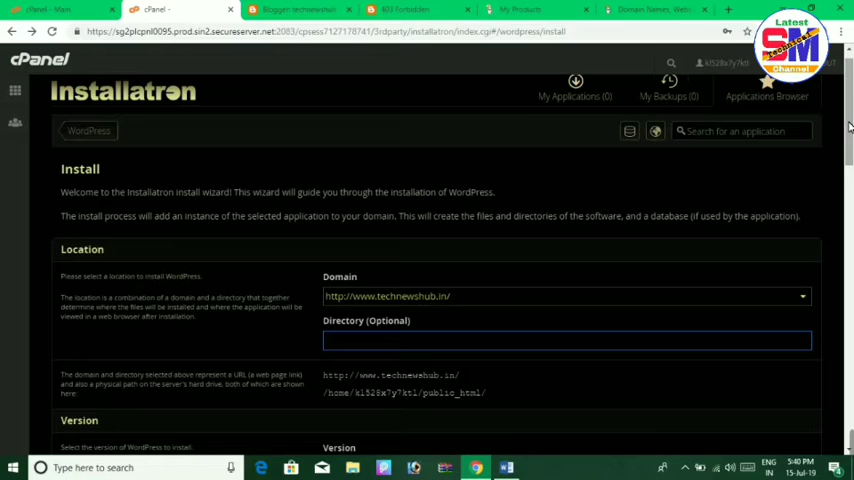 cPanel - Main
cPanel -
Blogger: technewshub
403 Forbidden
My Products
Domain Names, Webs
https://sg2plcpnl0095.prod.sin2.secureserver.net:2083/cpsess7127178741/3rdparty/installatron/index.cgi#/wordpress/install
Latest
SM
Technical
Channel
cPanel
kl528x7y7ktl
Installatron
My Applications (0)
My Backups (0)
Applications Browser
WordPress
Search for an application
Install
Welcome to the Installatron install wizard! This wizard will guide you through the installation of WordPress.
The install process will add an instance of the selected application to your domain. This will create the files and directories of the software, and a database (if used by the application).
Location
Please select a location to install WordPress.
The location is a combination of a domain and a directory that together
determine where the files will be installed and where the application will be
viewed in a web browser after installation.
Domain
http://www.technewshub.in/
Directory (Optional)
The domain and directory selected above represent a URL (a web page link)
and also a physical path on the server's hard drive, both of which are shown
here:
http://www.technewshub.in/
/home/kl528x7y7ktl/public_html/
Version
Select the version of WordPress to install.
Version
Type here to search
ENG
IN
5:40 PM
15-Jul-19
4